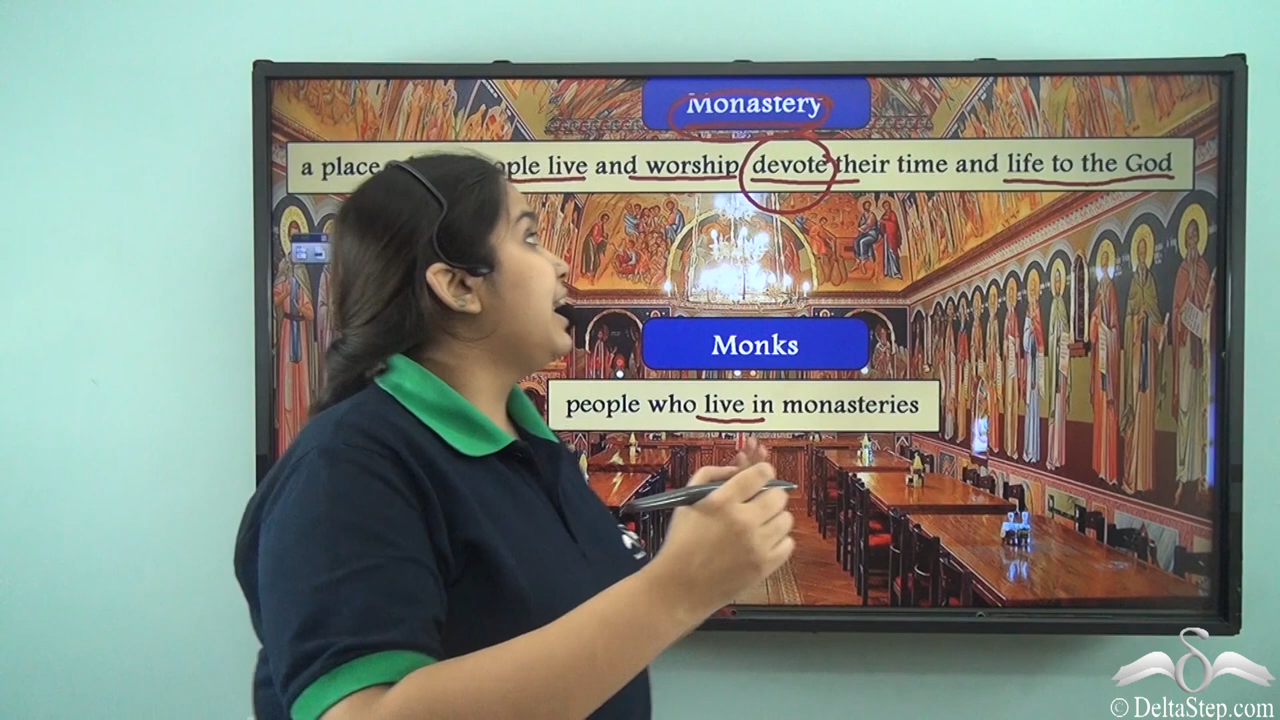 Monastery
a place ople live and worship devote their time and life to the God
Monks
people who live in monasteries
© DeltaStep.com